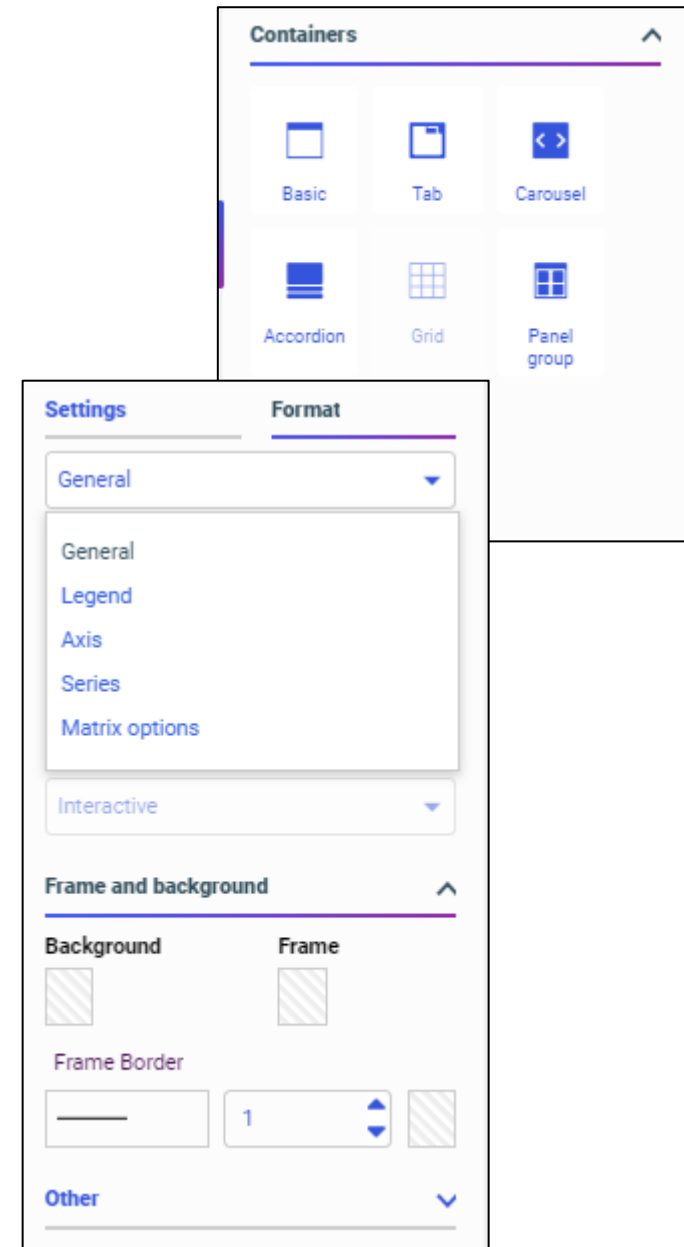 Containers
Basic Tab Carousel
Accordion Grid Panel
group
Settings Format
General
General
Legend
Axis
Series
Matrix options
Interactive
Frame and background
Background Frame
Frame Border
1
Other